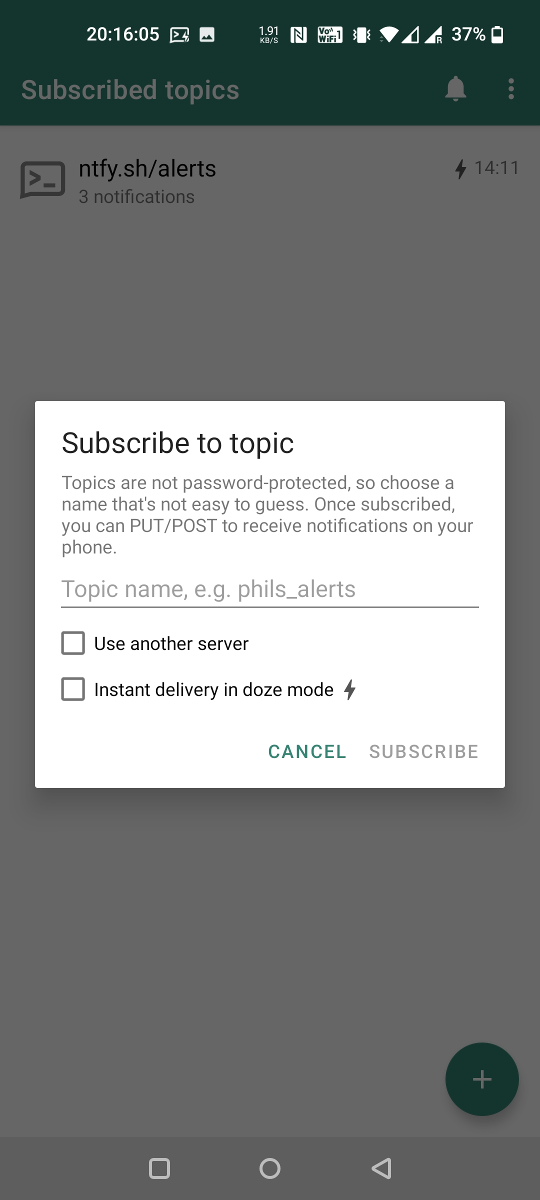 20:16:05 1.91 KB/S Vo 1 WiFi R 37%
Subscribed topics
ntfy.sh/alerts 14:11
3 notifications
Subscribe to topic
Topics are not password-protected, so choose a
name that's not easy to guess. Once subscribed,
you can PUT/POST to receive notifications on your
phone.
Topic name, e.g. phils_alerts
Use another server
Instant delivery in doze mode
CANCEL SUBSCRIBE